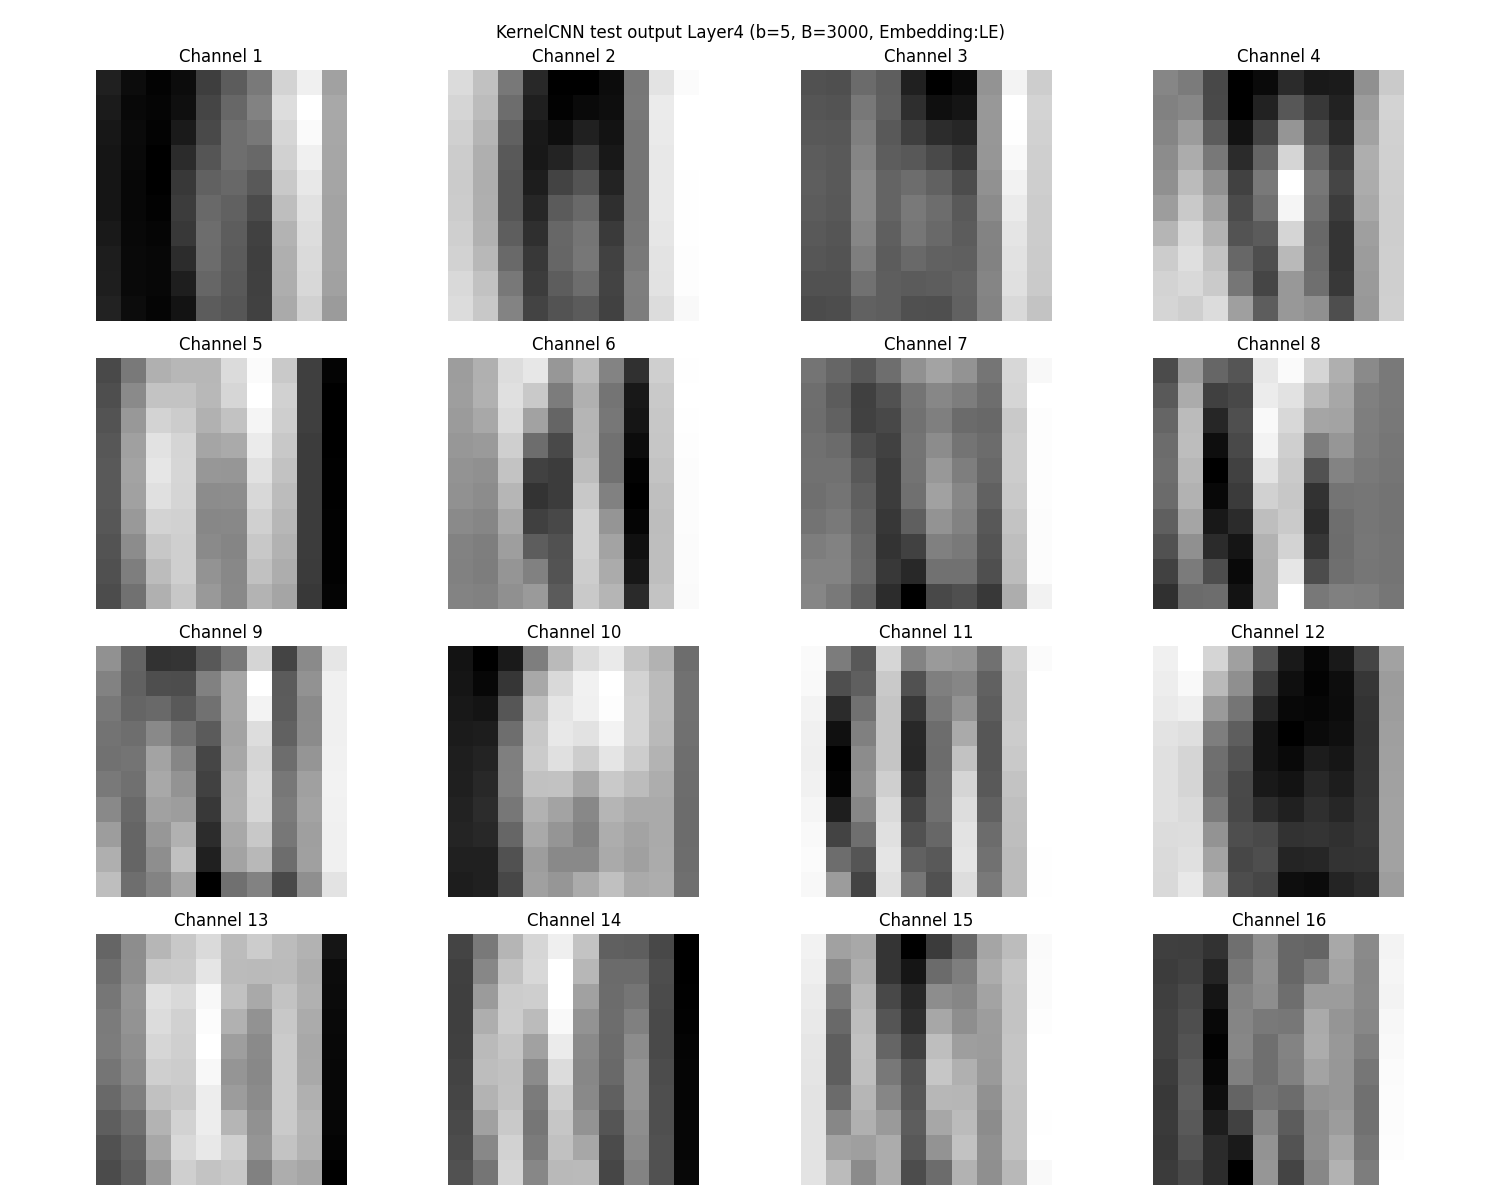 KernelCNN test output Layer4 (b=5, B=3000, Embedding:LE)
Channel 1
Channel 2
Channel 3
Channel 4
Channel 5
Channel 6
Channel 7
Channel 8
Channel 9
Channel 10
Channel 11
Channel 12
Channel 13
Channel 14
Channel 15
Channel 16